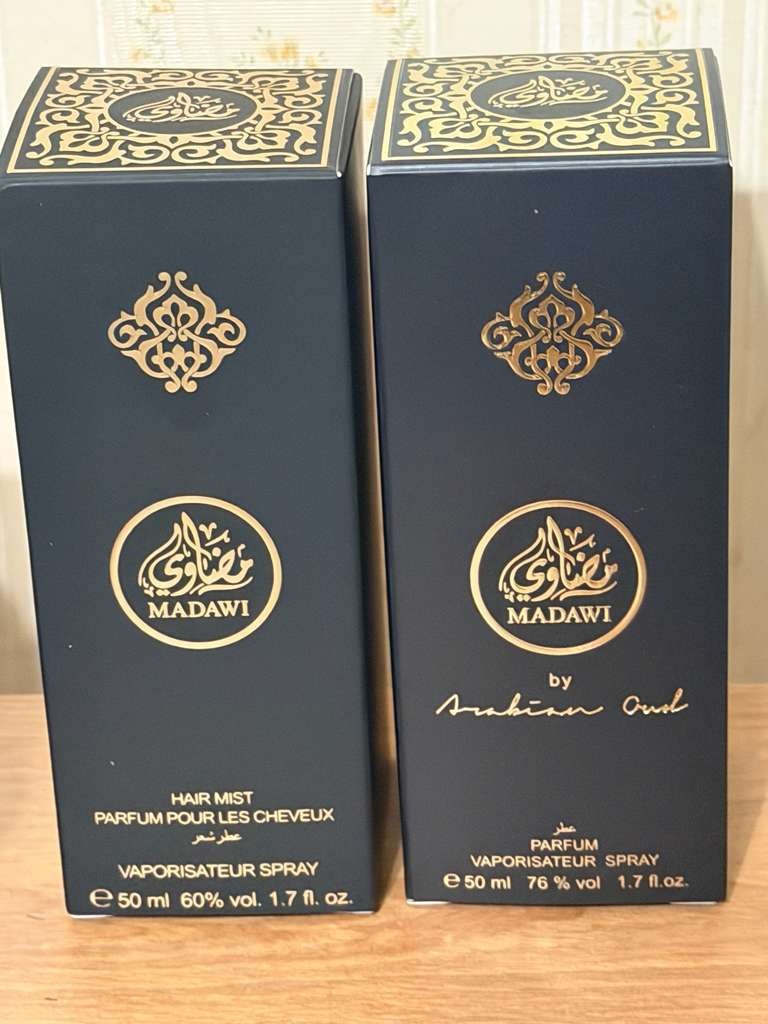 مضاوي
مضاوي
MADAWI
HAIR MIST
PARFUM POUR LES CHEVEUX
عطر شعر
VAPORISATEUR SPRAY
℮ 50 ml 60% vol. 1.7 fl. oz.
مضاوي
مضاوي
MADAWI
by
Arabian Oud
عطر
PARFUM
VAPORISATEUR SPRAY
℮ 50 ml 76 % vol 1.7 fl.oz.